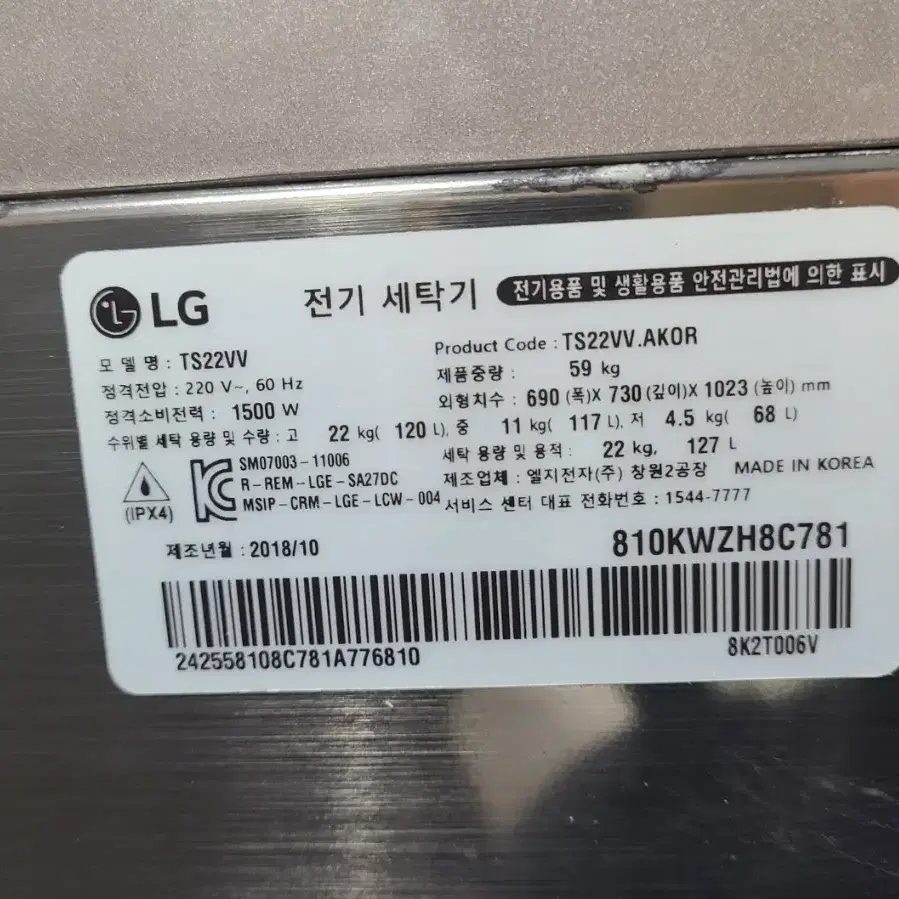 LG 전기 세탁기 전기용품 및 생활용품 안전관리법에 의한 표시
모 델 명 : TS22VV
Product Code : TS22VV.AKOR
정격전압 : 220 V~, 60 Hz
제품중량 : 59 kg
정격소비전력 : 1500 W
외형치수 : 690 (폭)X 730 (깊이)X 1023 (높이) mm
수위별 세탁 용량 및 수량 : 고 22 kg( 120 L), 중 11 kg( 117 L), 저 4.5 kg( 68 L)
세탁 용량 및 용적 : 22 kg, 127 L
SM07003-11006
R-REM-LGE-SA27DC
MSIP-CRM-LGE-LCW-004
(IPX4)
제조업체 : 엘지전자(주) 창원2공장 MADE IN KOREA
서비스 센터 대표 전화번호 : 1544-7777
제조년월 : 2018/10
810KWZH8C781
242558108C781A776810
8K2T006V